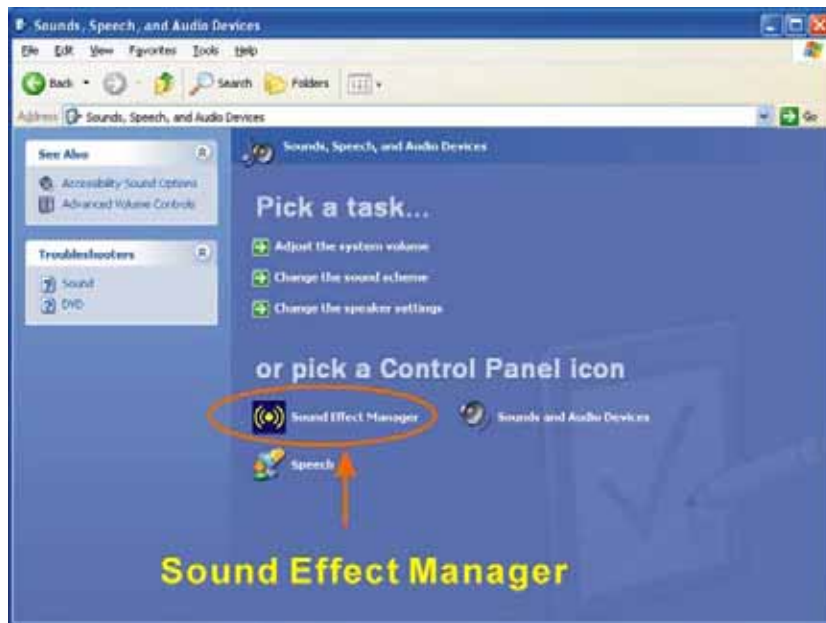 Sounds, Speech, and Audio Devices
File Edit View Favorites Tools Help
Back Search Folders
Address Sounds, Speech, and Audio Devices Go
See Also
Accessibility Sound Options
Advanced Volume Controls
Troubleshooters
Sound
DVD
Sounds, Speech, and Audio Devices
Pick a task...
Adjust the system volume
Change the sound scheme
Change the speaker settings
or pick a Control Panel icon
Sound Effect Manager Sounds and Audio Devices
Speech
Sound Effect Manager